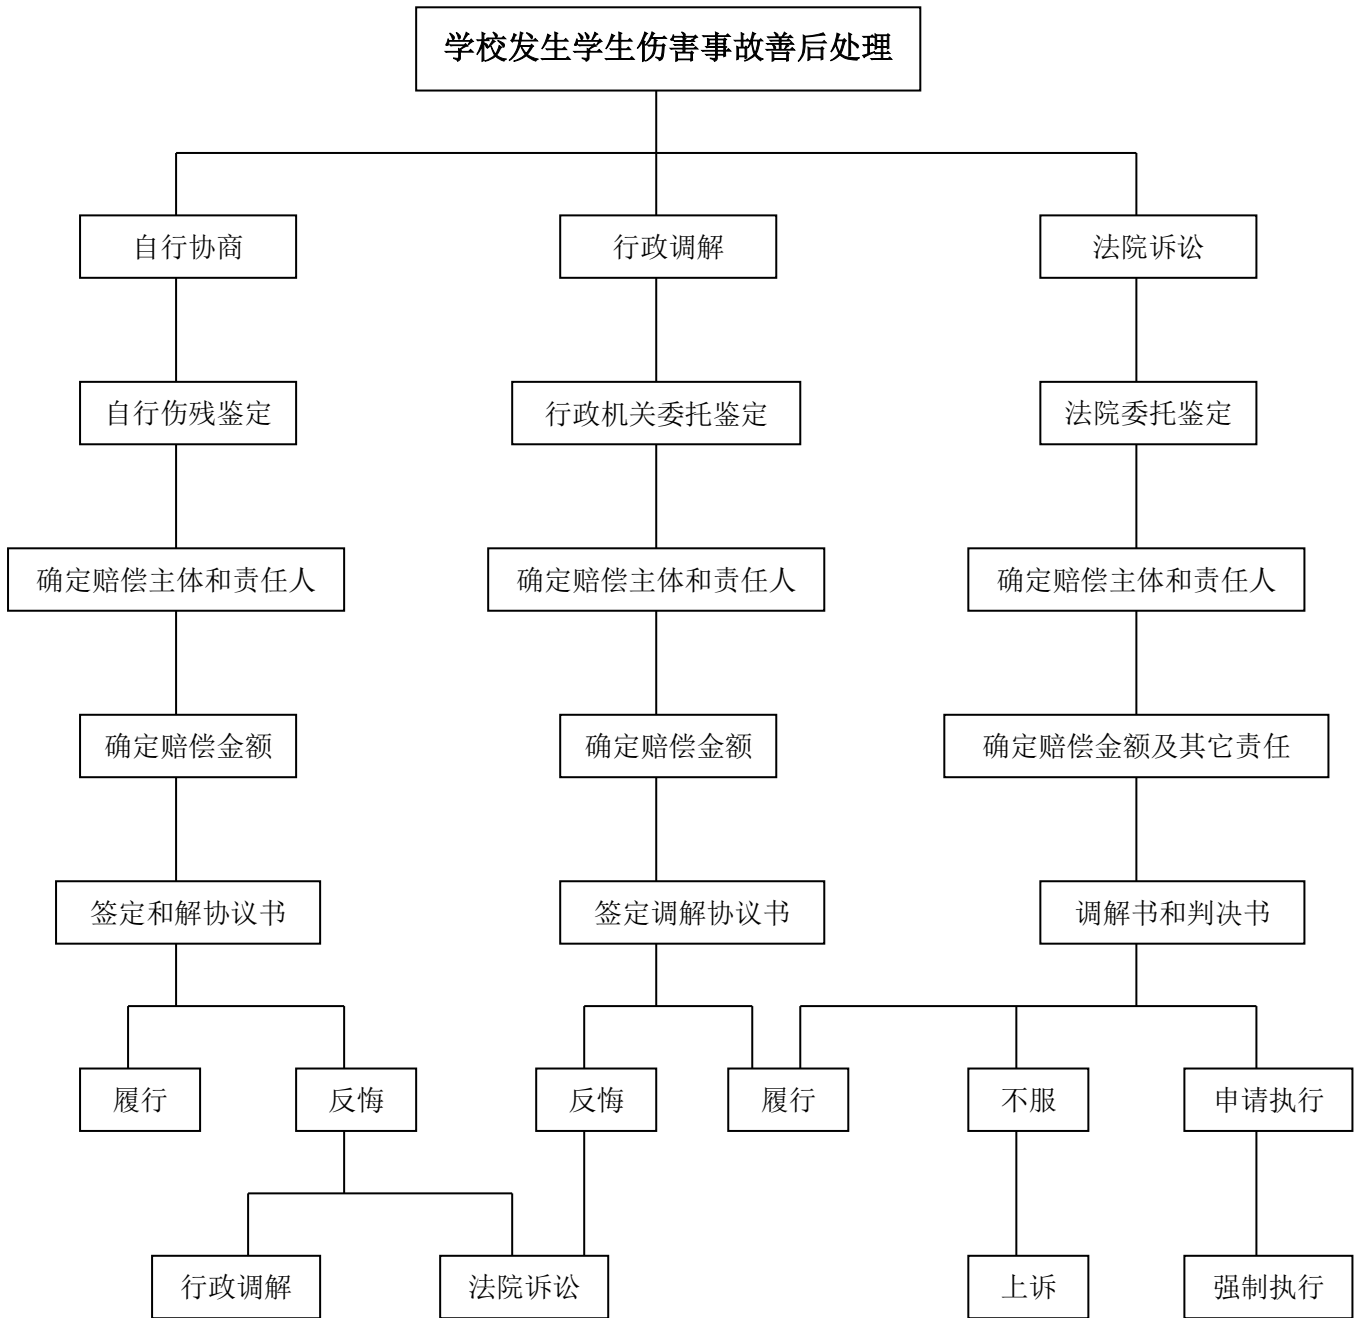 学校发生学生伤害事故善后处理
自行协商
行政调解
法院诉讼
自行伤残鉴定
行政机关委托鉴定
法院委托鉴定
确定赔偿主体和责任人
确定赔偿主体和责任人
确定赔偿主体和责任人
确定赔偿金额
确定赔偿金额
确定赔偿金额及其它责任
签定和解协议书
签定调解协议书
调解书和判决书
履行
反悔
反悔
履行
不服
申请执行
行政调解
法院诉讼
上诉
强制执行